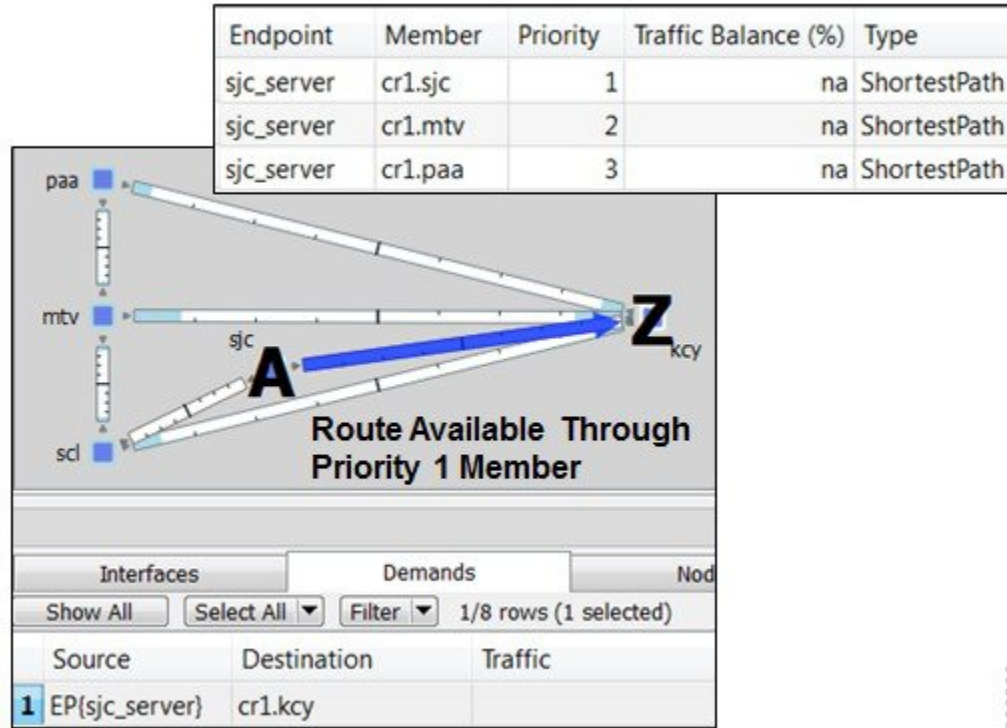 Endpoint Member Priority Traffic Balance (%) Type
sjc_server cr1.sjc 1 na ShortestPath
sjc_server cr1.mtv 2 na ShortestPath
sjc_server cr1.paa 3 na ShortestPath
paa
mtv
sjc
A
Z
kcy
scl
Route Available Through
Priority 1 Member
Interfaces Demands Nod
Show All Select All Filter 1/8 rows (1 selected)
Source Destination Traffic
1 EP{sjc_server} cr1.kcy